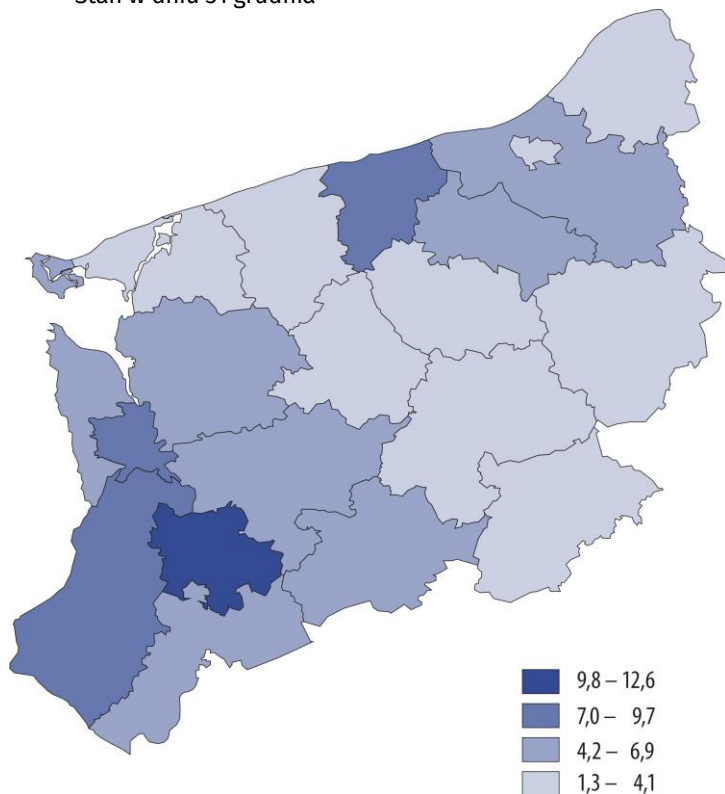 Stan w dniu 31 grudnia
9,8 – 12,6
7,0 – 9,7
4,2 – 6,9
1,3 – 4,1